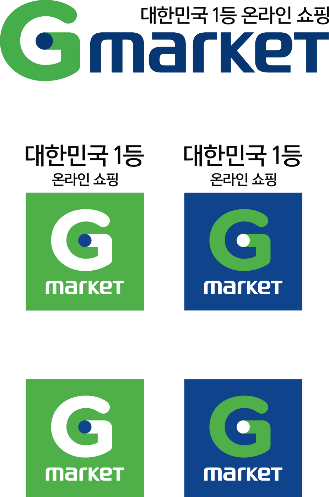 대한민국 1등 온라인 쇼핑
Gmarket
대한민국 1등 대한민국 1등
온라인 쇼핑 온라인 쇼핑
G G
market market
G G
market market